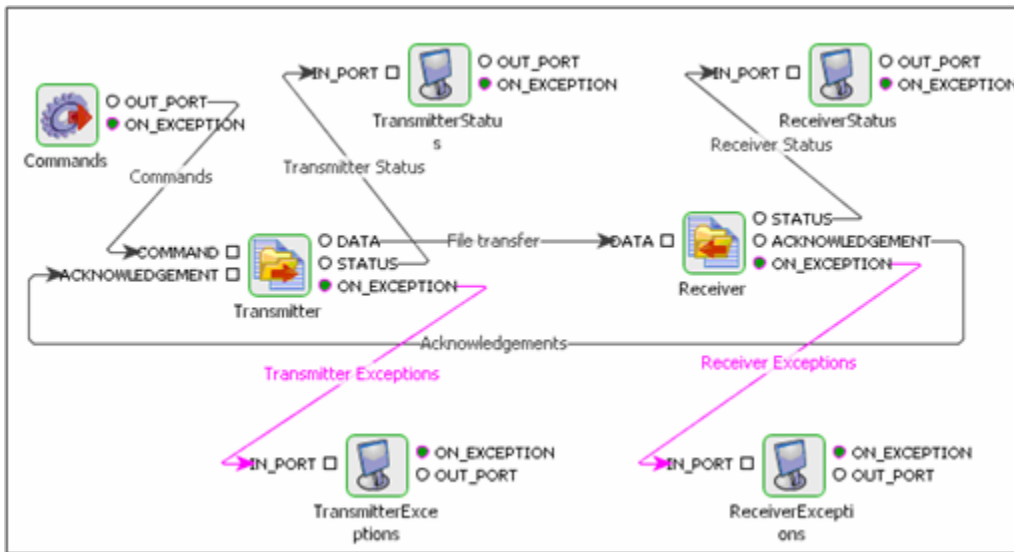 IN_PORT
OUT_PORT
ON_EXCEPTION
TransmitterStatu
s
IN_PORT
OUT_PORT
ON_EXCEPTION
ReceiverStatus
OUT_PORT
ON_EXCEPTION
Commands
Commands
Transmitter Status
Receiver Status
COMMAND
ACKNOWLEDGEMENT
DATA
STATUS
ON_EXCEPTION
Transmitter
File transfer
DATA
STATUS
ACKNOWLEDGEMENT
ON_EXCEPTION
Receiver
Acknowledgements
Transmitter Exceptions
Receiver Exceptions
IN_PORT
ON_EXCEPTION
OUT_PORT
TransmitterExce
ptions
IN_PORT
ON_EXCEPTION
OUT_PORT
ReceiverExcepti
ons